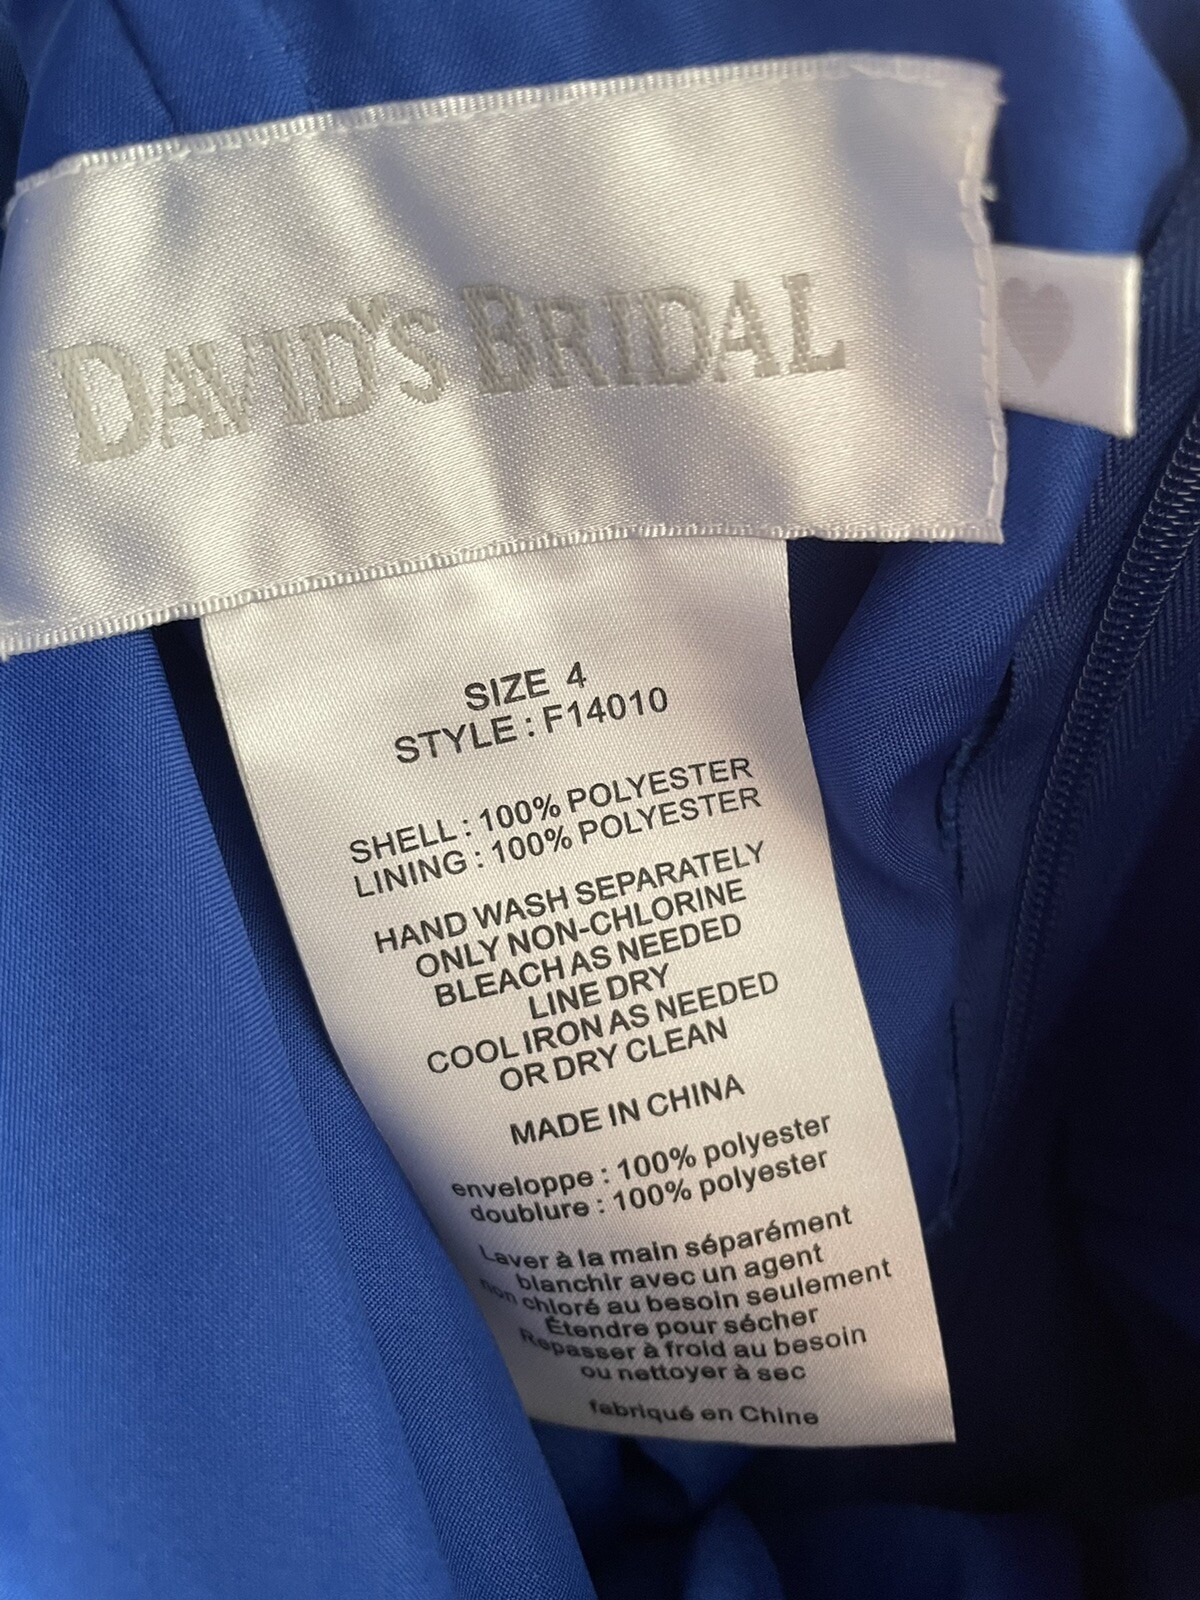 DAVID'S BRIDAL
SIZE 4
STYLE : F14010
SHELL : 100% POLYESTER
LINING : 100% POLYESTER
HAND WASH SEPARATELY
ONLY NON-CHLORINE
BLEACH AS NEEDED
LINE DRY
COOL IRON AS NEEDED
OR DRY CLEAN
MADE IN CHINA
enveloppe : 100% polyester
doublure : 100% polyester
Laver à la main séparément
blanchir avec un agent
non chloré au besoin seulement
Étendre pour sécher
Repasser à froid au besoin
ou nettoyer à sec
fabriqué en Chine